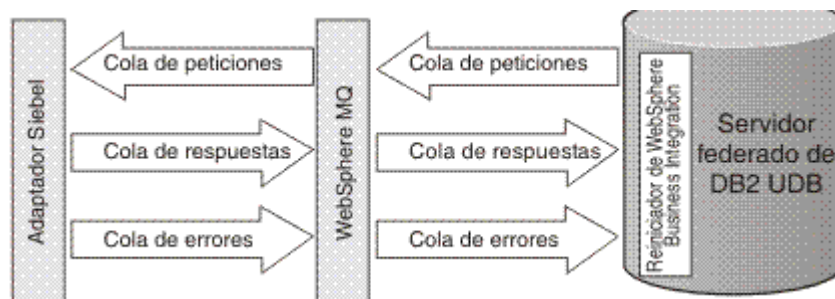 Adaptador Siebel
Cola de peticiones
Cola de respuestas
Cola de errores
WebSphere MQ
Cola de peticiones
Cola de respuestas
Cola de errores
Reiniciador de WebSphere
Business Integration
Servidor
federado de
DB2 UDB